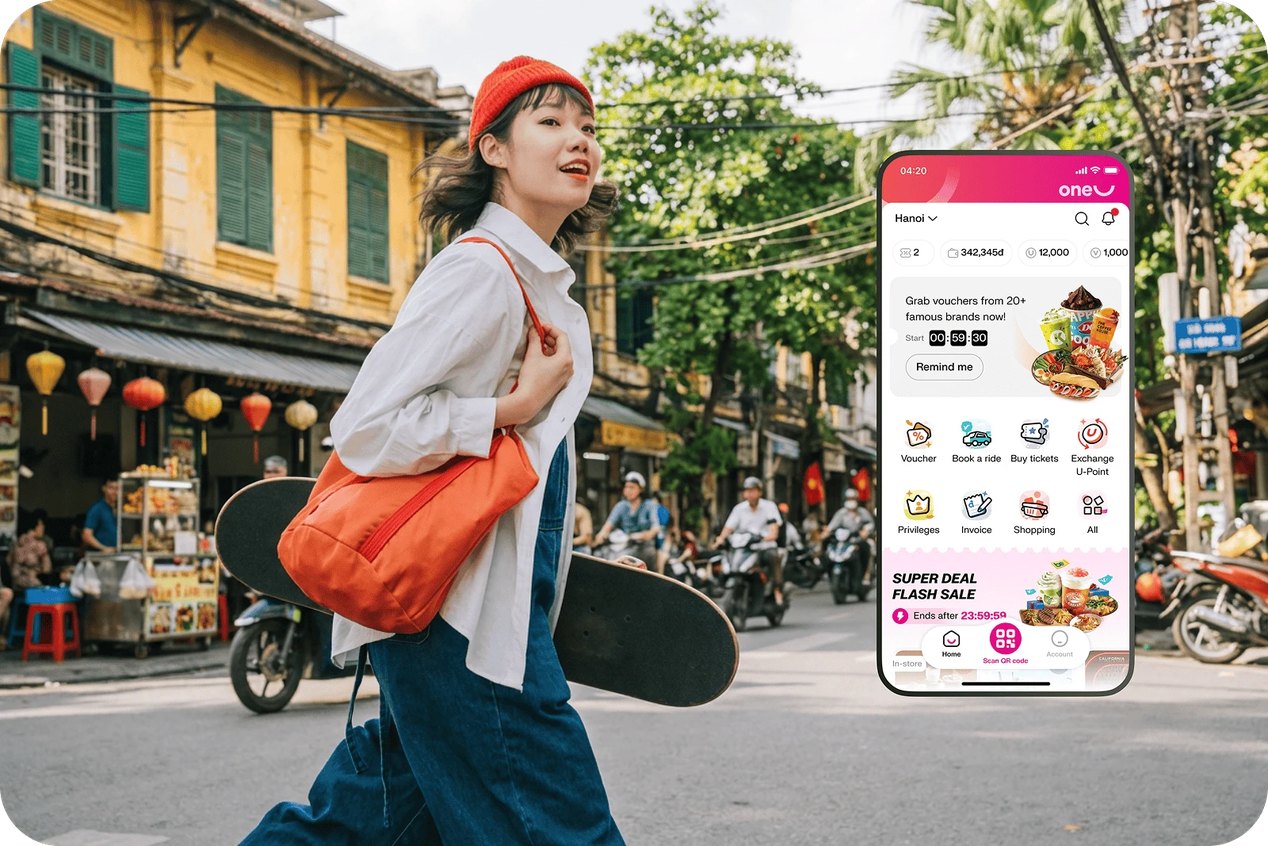 04:20
oneU
Hanoi
2
342,345đ
12,000
1,000
Grab vouchers from 20+
famous brands now!
Start 00:59:30
Remind me
Voucher
Book a ride
Buy tickets
Exchange
U-Point
Privileges
Invoice
Shopping
All
SUPER DEAL
FLASH SALE
Ends after 23:59:59
Home
Scan QR code
Account
In-store
CALIFORNIA